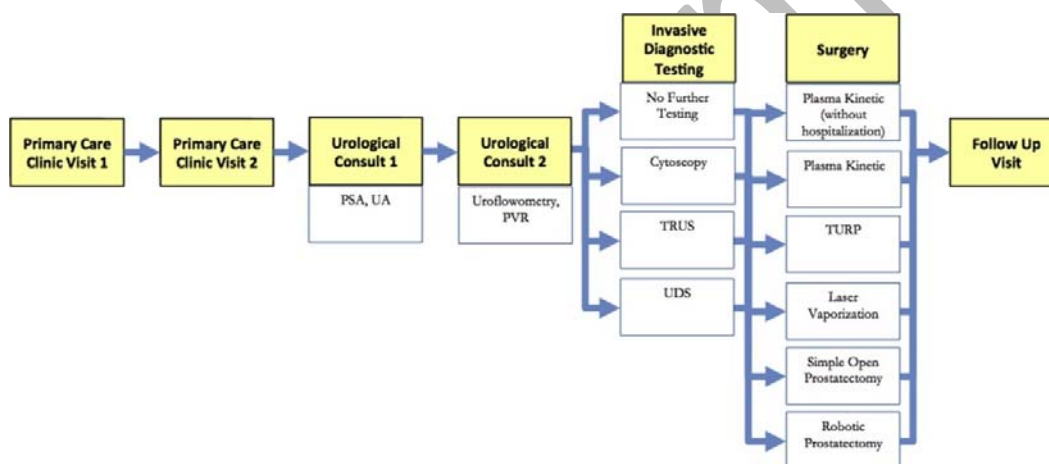 Primary Care
Clinic Visit 1
Primary Care
Clinic Visit 2
Urological
Consult 1
PSA, UA
Urological
Consult 2
Uroflowometry,
PVR
Invasive
Diagnostic
Testing
No Further
Testing
Cytoscopy
TRUS
UDS
Surgery
Plasma Kinetic
(without
hospitalization)
Plasma Kinetic
TURP
Laser
Vaporization
Simple Open
Prostatectomy
Robotic
Prostatectomy
Follow Up
Visit